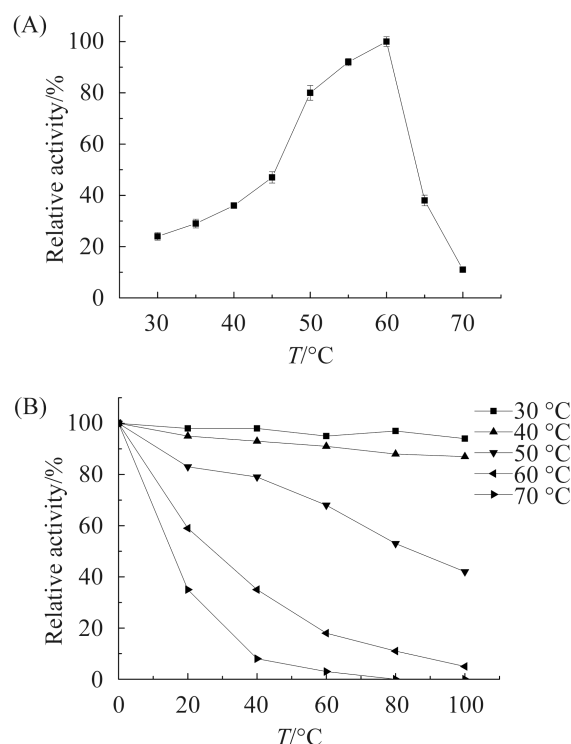 (A)
Relative activity/%
100
80
60
40
20
0
30 40 50 60 70
T/°C
(B)
Relative activity/%
100
80
60
40
20
0
30 °C
40 °C
50 °C
60 °C
70 °C
0 20 40 60 80 100
T/°C